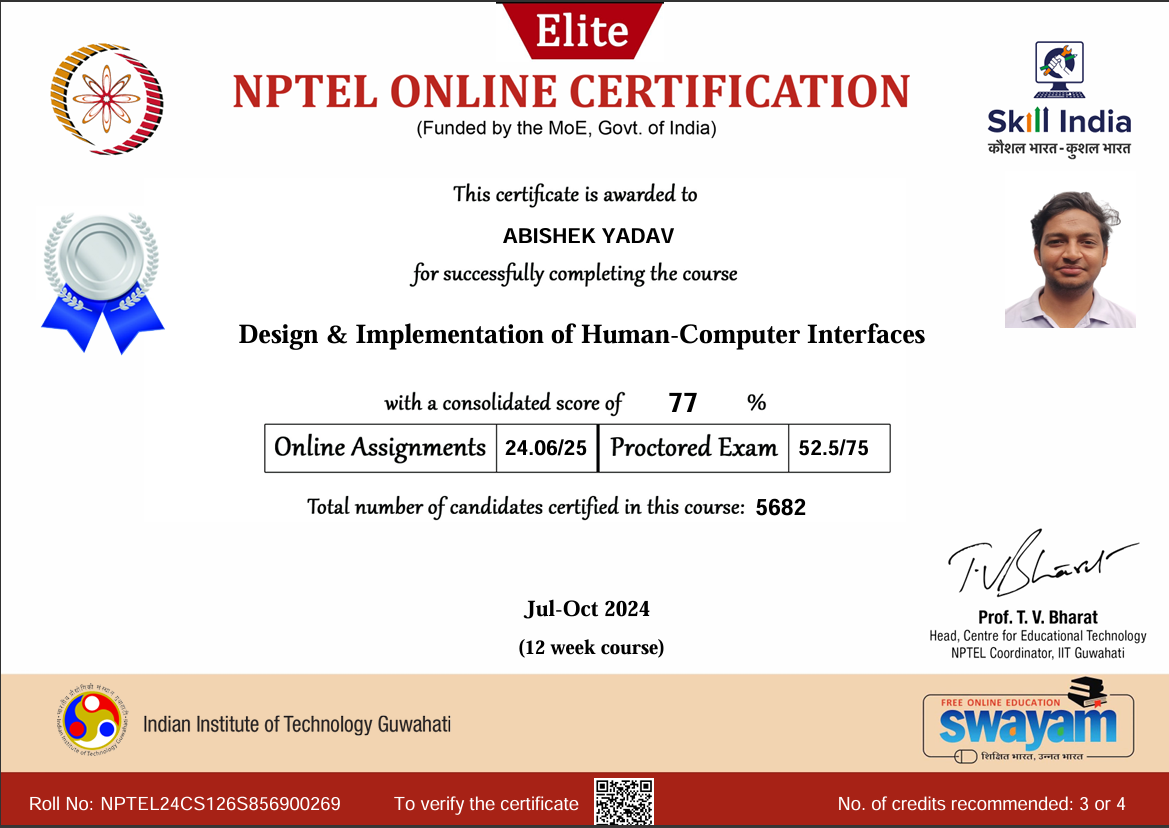 Elite
NPTEL ONLINE CERTIFICATION
(Funded by the MoE, Govt. of India)
Skill India
कौशल भारत - कुशल भारत
This certificate is awarded to
ABISHEK YADAV
for successfully completing the course
Design & Implementation of Human-Computer Interfaces
with a consolidated score of 77 %
Online Assignments 24.06/25 Proctored Exam 52.5/75
Total number of candidates certified in this course: 5682
Jul-Oct 2024
(12 week course)
T.V Bharat
Prof. T. V. Bharat
Head, Centre for Educational Technology
NPTEL Coordinator, IIT Guwahati
Indian Institute of Technology Guwahati
Indian Institute of Technology Guwahati
FREE ONLINE EDUCATION
swayam
शिक्षित भारत, उन्नत भारत
Roll No: NPTEL24CS126S856900269 To verify the certificate No. of credits recommended: 3 or 4